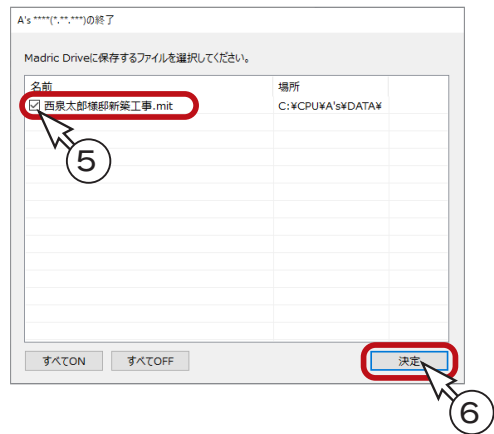 A's ****(*.**.***)の終了
Madric Driveに保存するファイルを選択してください。
名前 場所
西泉太郎様邸新築工事.mit C:¥CPU¥A's¥DATA¥
5
すべてON すべてOFF 決定
6